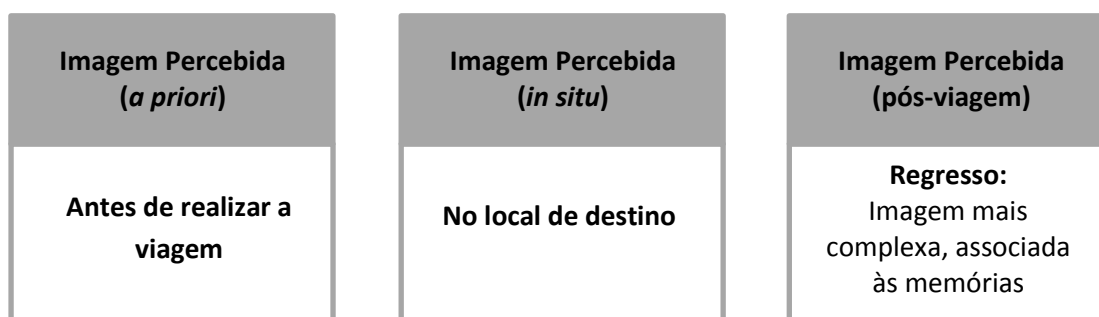 Imagem Percebida
(a priori)
Antes de realizar a
viagem
Imagem Percebida
(in situ)
No local de destino
Imagem Percebida
(pós-viagem)
Regresso:
Imagem mais
complexa, associada
às memórias